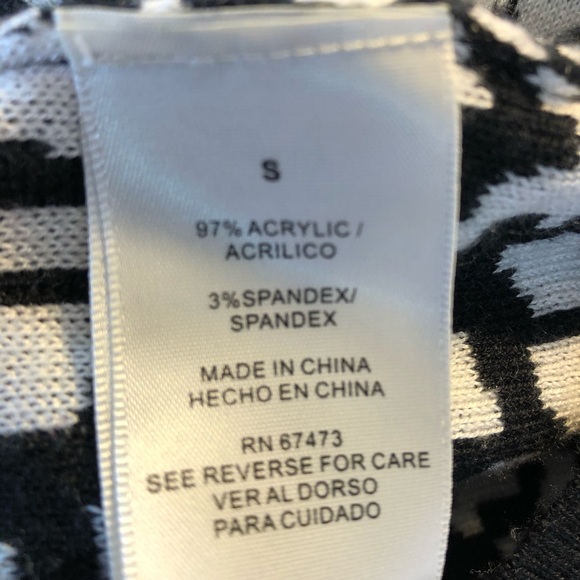 S
97% ACRYLIC /
ACRILICO
3%SPANDEX/
SPANDEX
MADE IN CHINA
HECHO EN CHINA
RN 67473
SEE REVERSE FOR CARE
VER AL DORSO
PARA CUIDADO